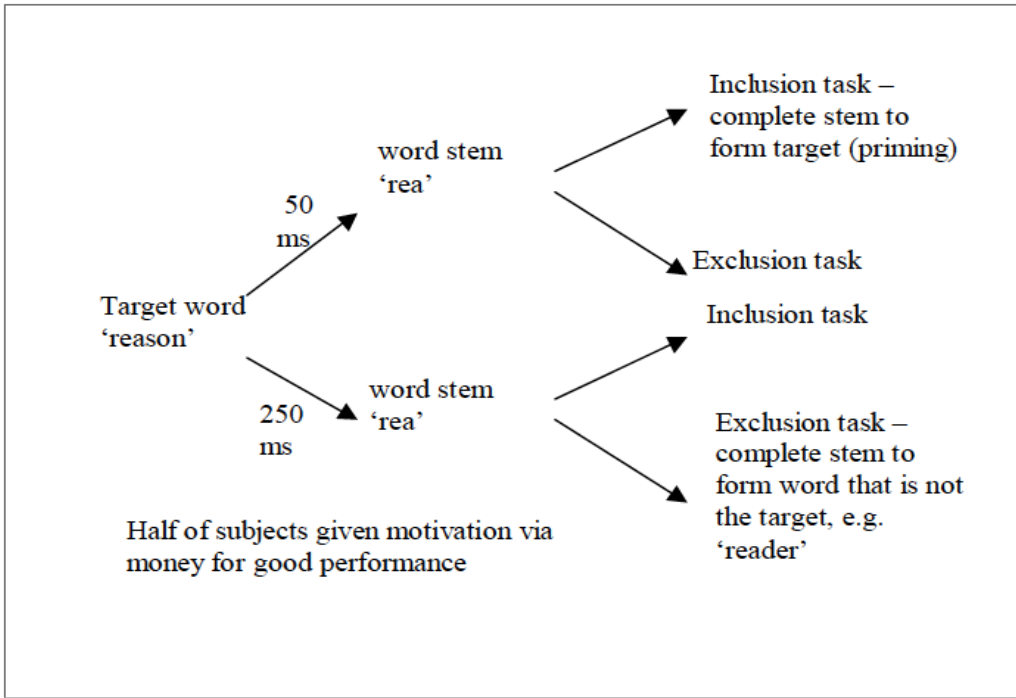 Inclusion task –
complete stem to
form target (priming)
word stem
‘rea’
50
ms
Exclusion task
Target word
‘reason’
Inclusion task
word stem
‘rea’
250
ms
Exclusion task –
complete stem to
form word that is not
the target, e.g.
‘reader’
Half of subjects given motivation via
money for good performance